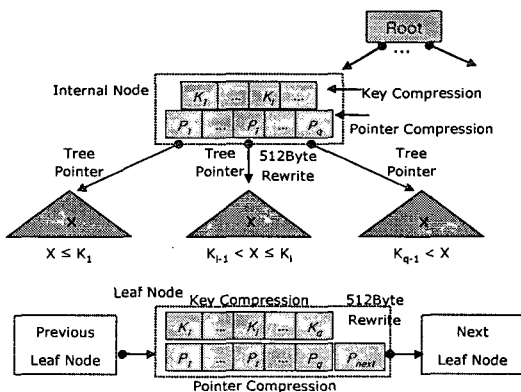 Root
...
Internal Node
K1 ... Ki ...
Key Compression
P1 ... Pi ... Pq
Pointer Compression
Tree Pointer
Tree Pointer
512Byte Rewrite
Tree Pointer
X
X
X
X ≤ K1
Ki-1 < X ≤ Ki
Kq-1 < X
Leaf Node
Key Compression
512Byte Rewrite
Previous Leaf Node
K1 ... Ki ... Kq
P1 ... Pi ... Pq Pnext
Next Leaf Node
Pointer Compression